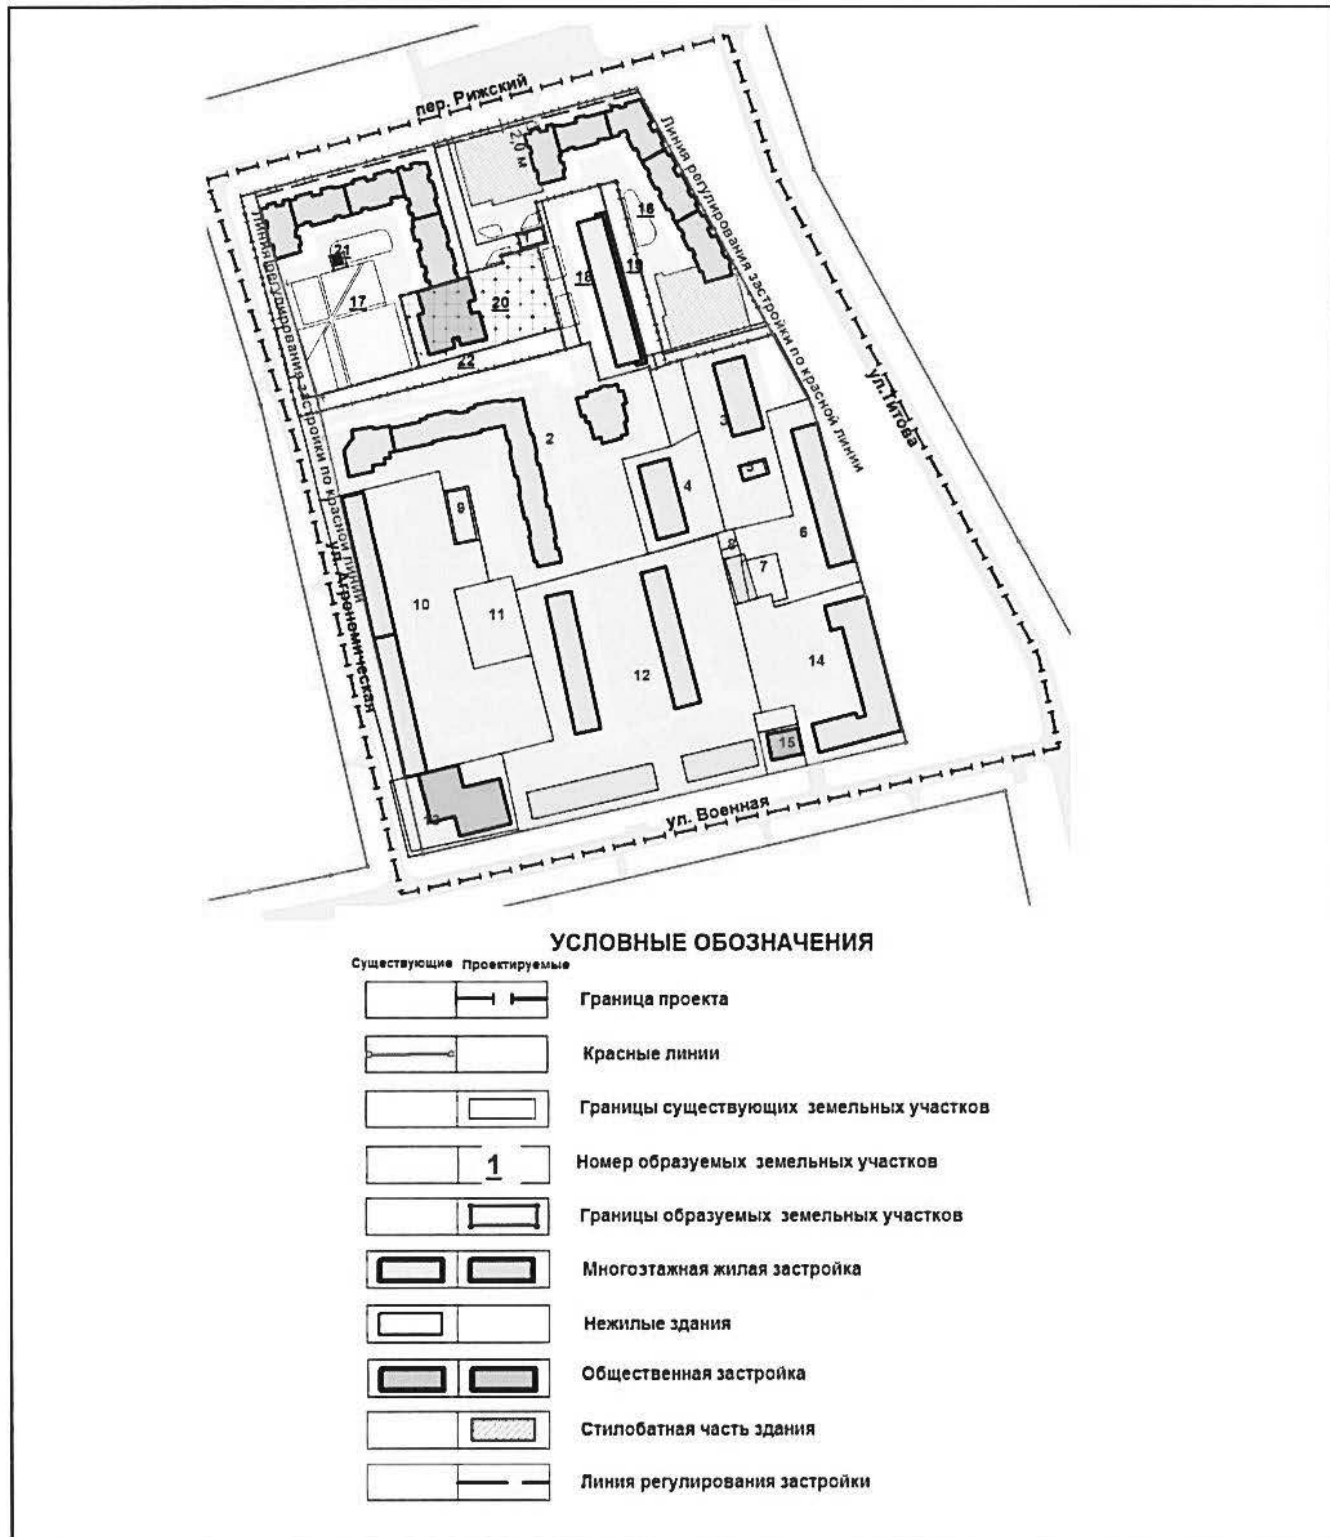 пер. Рижский
2,0 м
Линия регулирования застройки по красной линии
Линия регулирования застройки по красной линии
16
21
17
18
19
20
22
ул.Титова
2
3
5
4
9
6
8
7
10
11
ул. Агрономическая
12
14
15
13
ул. Военная
УСЛОВНЫЕ ОБОЗНАЧЕНИЯ
Существующие Проектируемые
Граница проекта
Красные линии
Границы существующих земельных участков
1 Номер образуемых земельных участков
Границы образуемых земельных участков
Многоэтажная жилая застройка
Нежилые здания
Общественная застройка
Стилобатная часть здания
Линия регулирования застройки